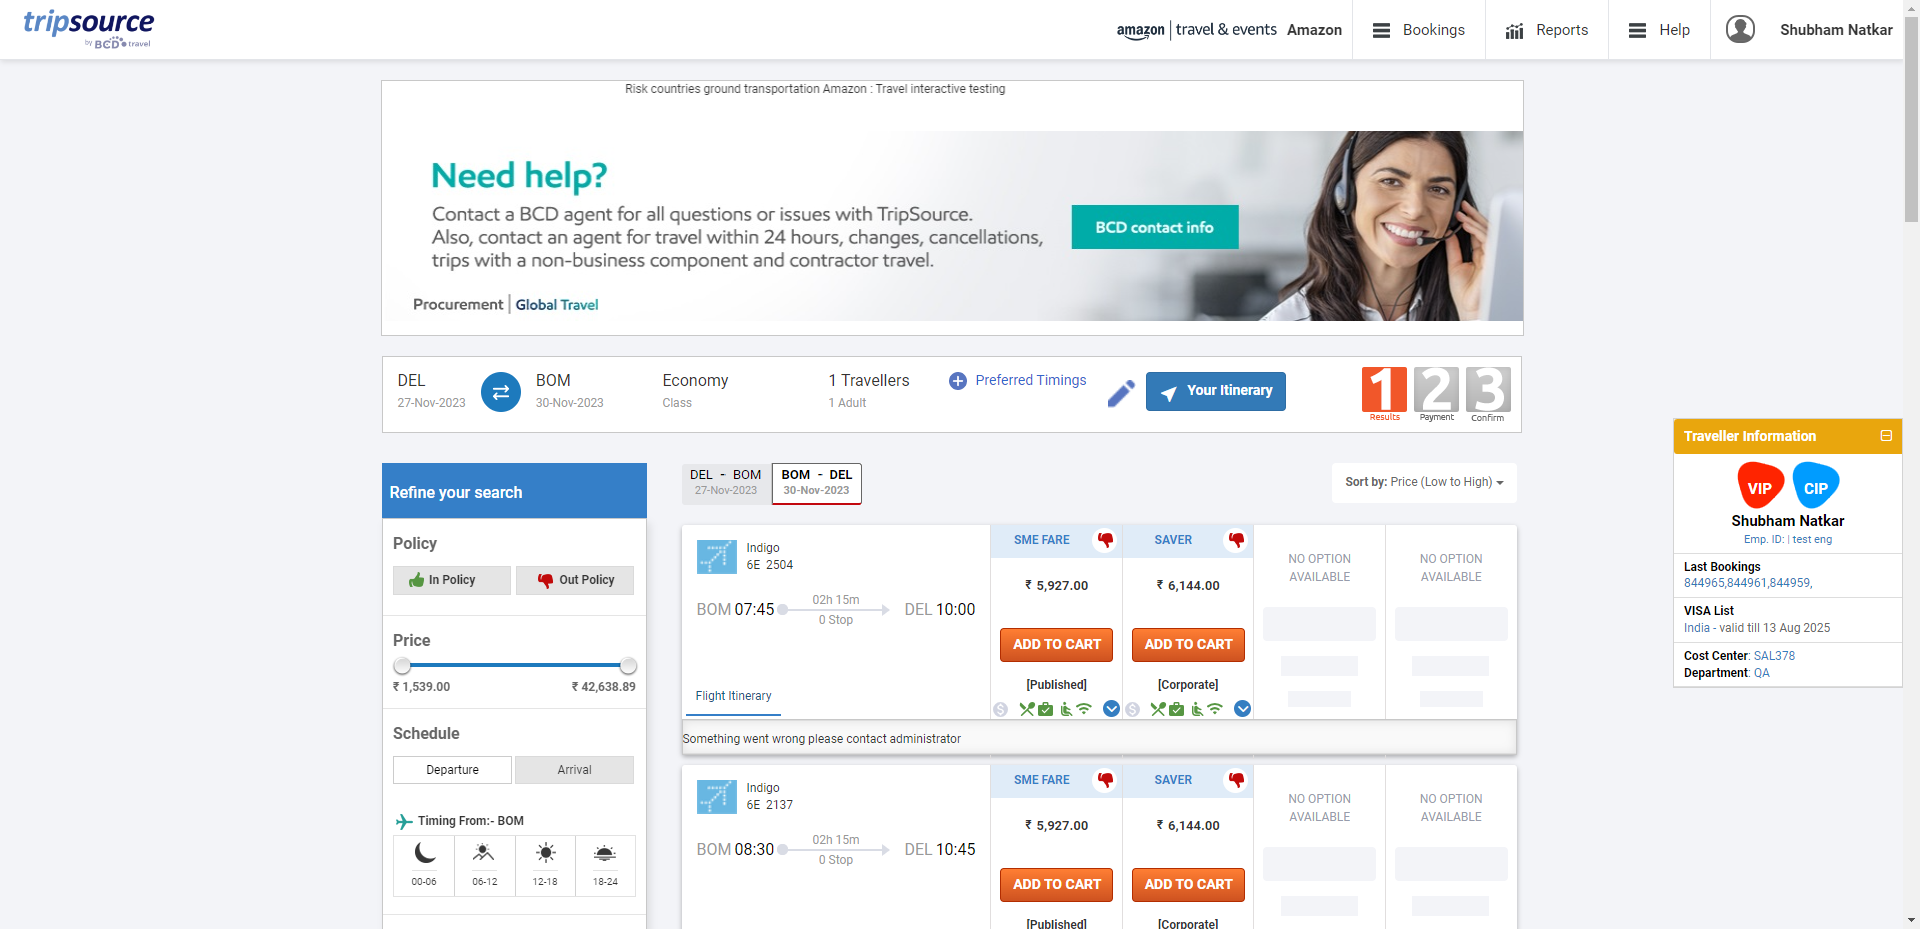 tripsource
by BCD travel
amazon | travel & events Amazon
Bookings
Reports
Help
Shubham Natkar
Risk countries ground transportation Amazon : Travel interactive testing
Need help?
Contact a BCD agent for all questions or issues with TripSource.
Also, contact an agent for travel within 24 hours, changes, cancellations,
trips with a non-business component and contractor travel.
BCD contact info
Procurement | Global Travel
DEL
27-Nov-2023
BOM
30-Nov-2023
Economy
Class
1 Travellers
1 Adult
Preferred Timings
Your Itinerary
1 2 3
Results Payment Confirm
Refine your search
Policy
In Policy
Out Policy
Price
₹ 1,539.00
₹ 42,638.89
Schedule
Departure
Arrival
Timing From:- BOM
00-06
06-12
12-18
18-24
DEL - BOM
27-Nov-2023
BOM - DEL
30-Nov-2023
Sort by: Price (Low to High)
Indigo
6E 2504
BOM 07:45
02h 15m
0 Stop
DEL 10:00
Flight Itinerary
SME FARE
₹ 5,927.00
ADD TO CART
[Published]
SAVER
₹ 6,144.00
ADD TO CART
[Corporate]
NO OPTION
AVAILABLE
NO OPTION
AVAILABLE
Something went wrong please contact administrator
Indigo
6E 2137
BOM 08:30
02h 15m
0 Stop
DEL 10:45
SME FARE
₹ 5,927.00
ADD TO CART
[Published]
SAVER
₹ 6,144.00
ADD TO CART
[Corporate]
NO OPTION
AVAILABLE
NO OPTION
AVAILABLE
Traveller Information
VIP
CIP
Shubham Natkar
Emp. ID: | test eng
Last Bookings
844965,844961,844959,
VISA List
India - valid till 13 Aug 2025
Cost Center: SAL378
Department: QA